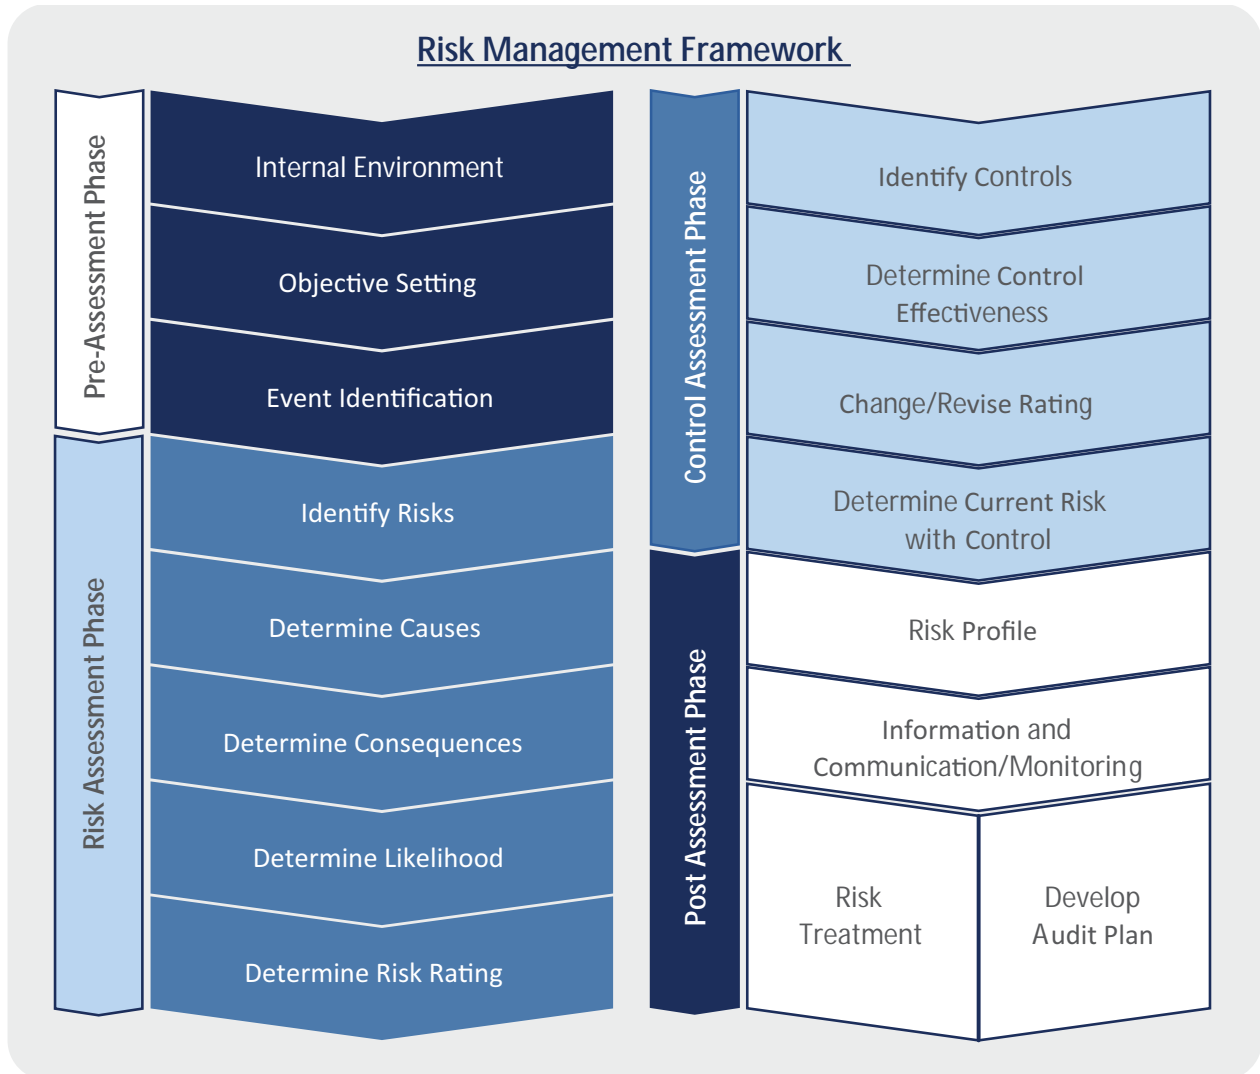 Risk Management Framework
Pre-Assessment Phase
Internal Environment
Objective Setting
Event Identification
Risk Assessment Phase
Identify Risks
Determine Causes
Determine Consequences
Determine Likelihood
Determine Risk Rating
Control Assessment Phase
Identify Controls
Determine Control
Effectiveness
Change/Revise Rating
Determine Current Risk
with Control
Post Assessment Phase
Risk Profile
Information and
Communication/Monitoring
Risk
Treatment
Develop
Audit Plan